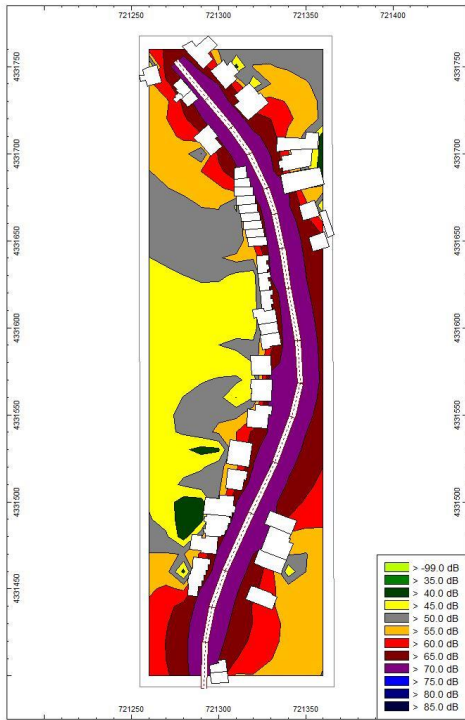 721250 721300 721350 721400
4331750 4331750
4331700 4331700
4331650 4331650
4331600 4331600
4331550 4331550
4331500 4331500
4331450 4331450
> -99.0 dB
> 35.0 dB
> 40.0 dB
> 45.0 dB
> 50.0 dB
> 55.0 dB
> 60.0 dB
> 65.0 dB
> 70.0 dB
> 75.0 dB
> 80.0 dB
> 85.0 dB
721250 721300 721350 721400